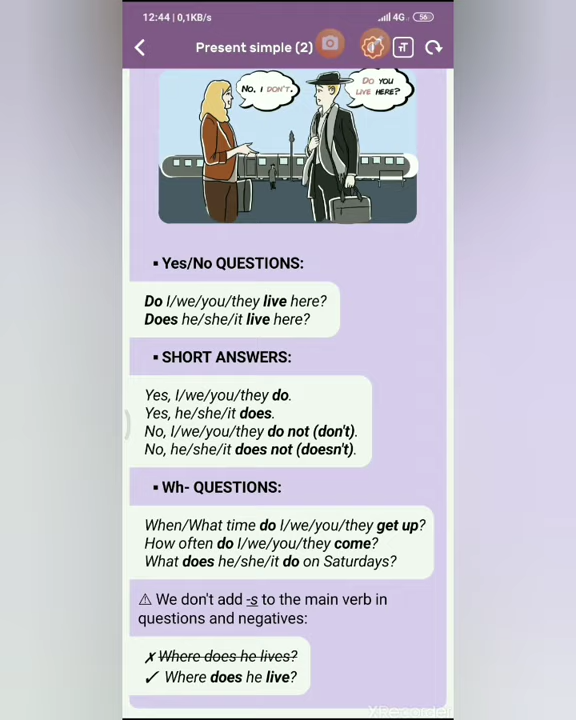 12:44 | 0,1KB/s
4G 56
Present simple (2)
No, I DON'T.
Do you
live here?
▪ Yes/No QUESTIONS:
Do I/we/you/they live here?
Does he/she/it live here?
▪ SHORT ANSWERS:
Yes, I/we/you/they do.
Yes, he/she/it does.
No, I/we/you/they do not (don't).
No, he/she/it does not (doesn't).
▪ Wh- QUESTIONS:
When/What time do I/we/you/they get up?
How often do I/we/you/they come?
What does he/she/it do on Saturdays?
⚠ We don't add -s to the main verb in
questions and negatives:
✗ Where does he lives?
✓ Where does he live?
XRecorder